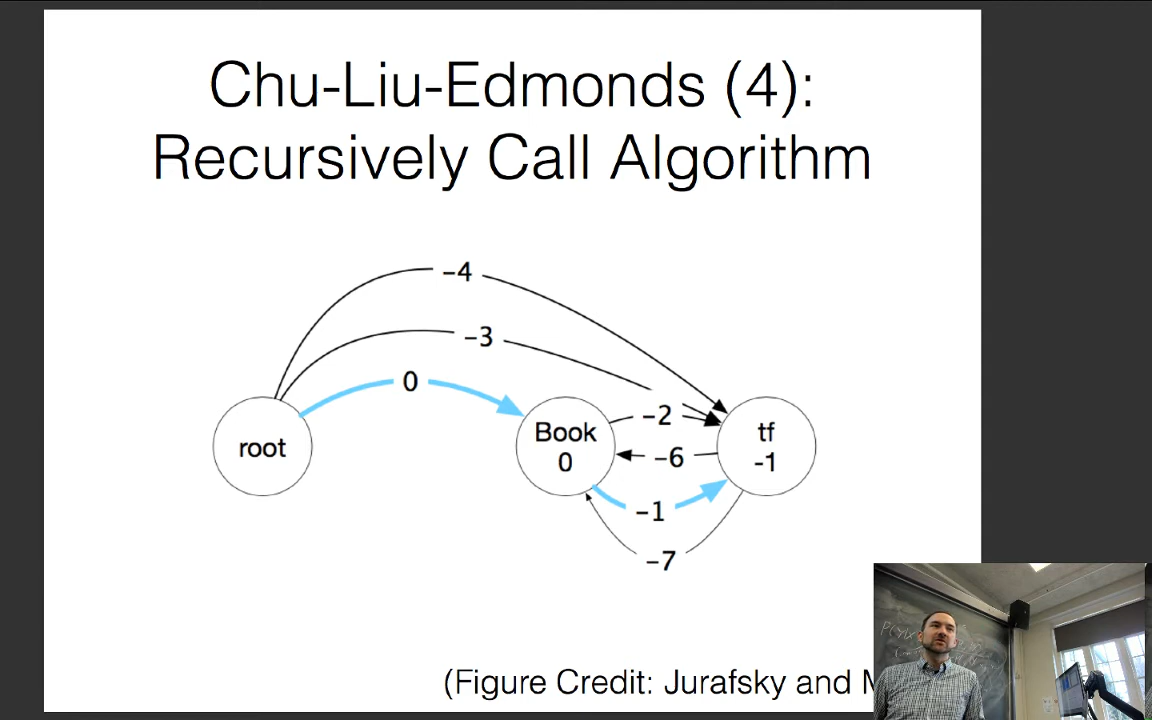 Chu-Liu-Edmonds (4):
Recursively Call Algorithm
-4
-3
0
root
Book
0
-2
-6
-1
-7
tf
-1
(Figure Credit: Jurafsky and